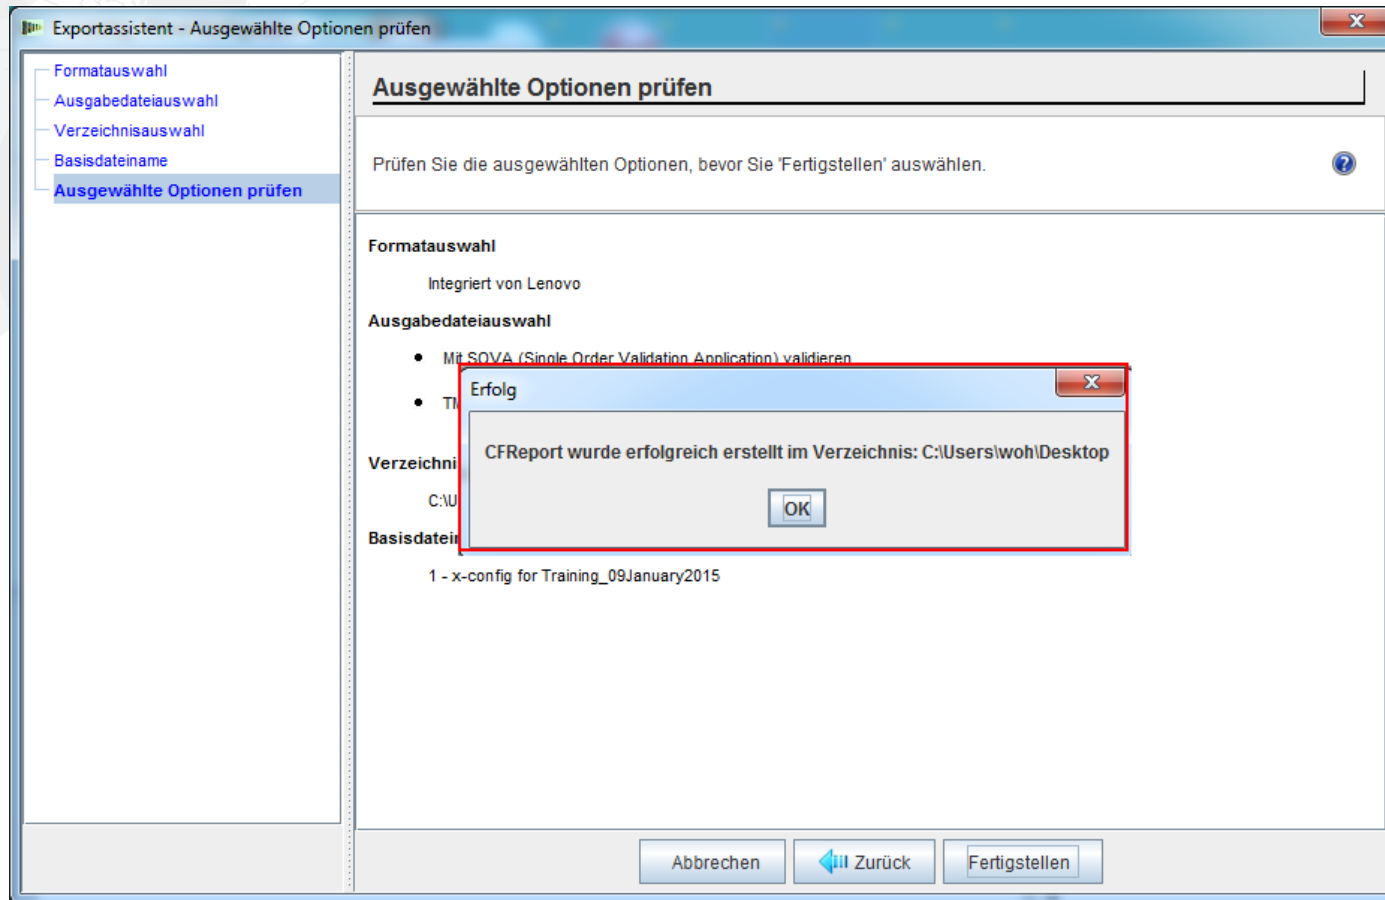 Exportassistent - Ausgewählte Optionen prüfen
Formatauswahl
Ausgabedateiauswahl
Verzeichnisauswahl
Basisdateiname
Ausgewählte Optionen prüfen
Ausgewählte Optionen prüfen
Prüfen Sie die ausgewählten Optionen, bevor Sie 'Fertigstellen' auswählen.
Formatauswahl
Integriert von Lenovo
Ausgabedateiauswahl
Mit SOVA (Single Order Validation Application) validieren
Erfolg
CFReport wurde erfolgreich erstellt im Verzeichnis: C:\Users\woh\Desktop
OK
1 - x-config for Training_09January2015
Abbrechen
Zurück
Fertigstellen